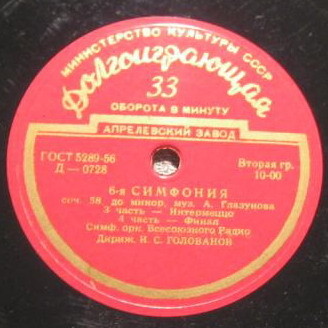 МИНИСТЕРСТВО КУЛЬТУРЫ СССР
Долгоиграющая
33
ОБОРОТА В МИНУТУ
АПРЕЛЕВСКИЙ ЗАВОД
ГОСТ 5289-56
Д — 0728
Вторая гр.
10-00
6-я СИМФОНИЯ
соч. 58, до минор, муз. А. Глазунова
3 часть — Интермеццо
4 часть — Финал
Симф. орк. Всесоюзного Радио
Дириж. Н. С. ГОЛОВАНОВ